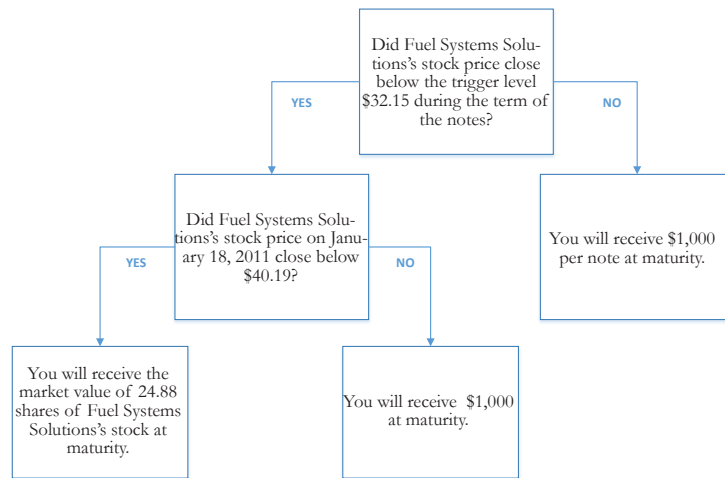 Did Fuel Systems Solu-
tions's stock price close
below the trigger level
$32.15 during the term of
the notes?
YES
NO
Did Fuel Systems Solu-
tions's stock price on Janu-
ary 18, 2011 close below
$40.19?
You will receive $1,000
per note at maturity.
YES
NO
You will receive the
market value of 24.88
shares of Fuel Systems
Solutions's stock at
maturity.
You will receive $1,000
at maturity.